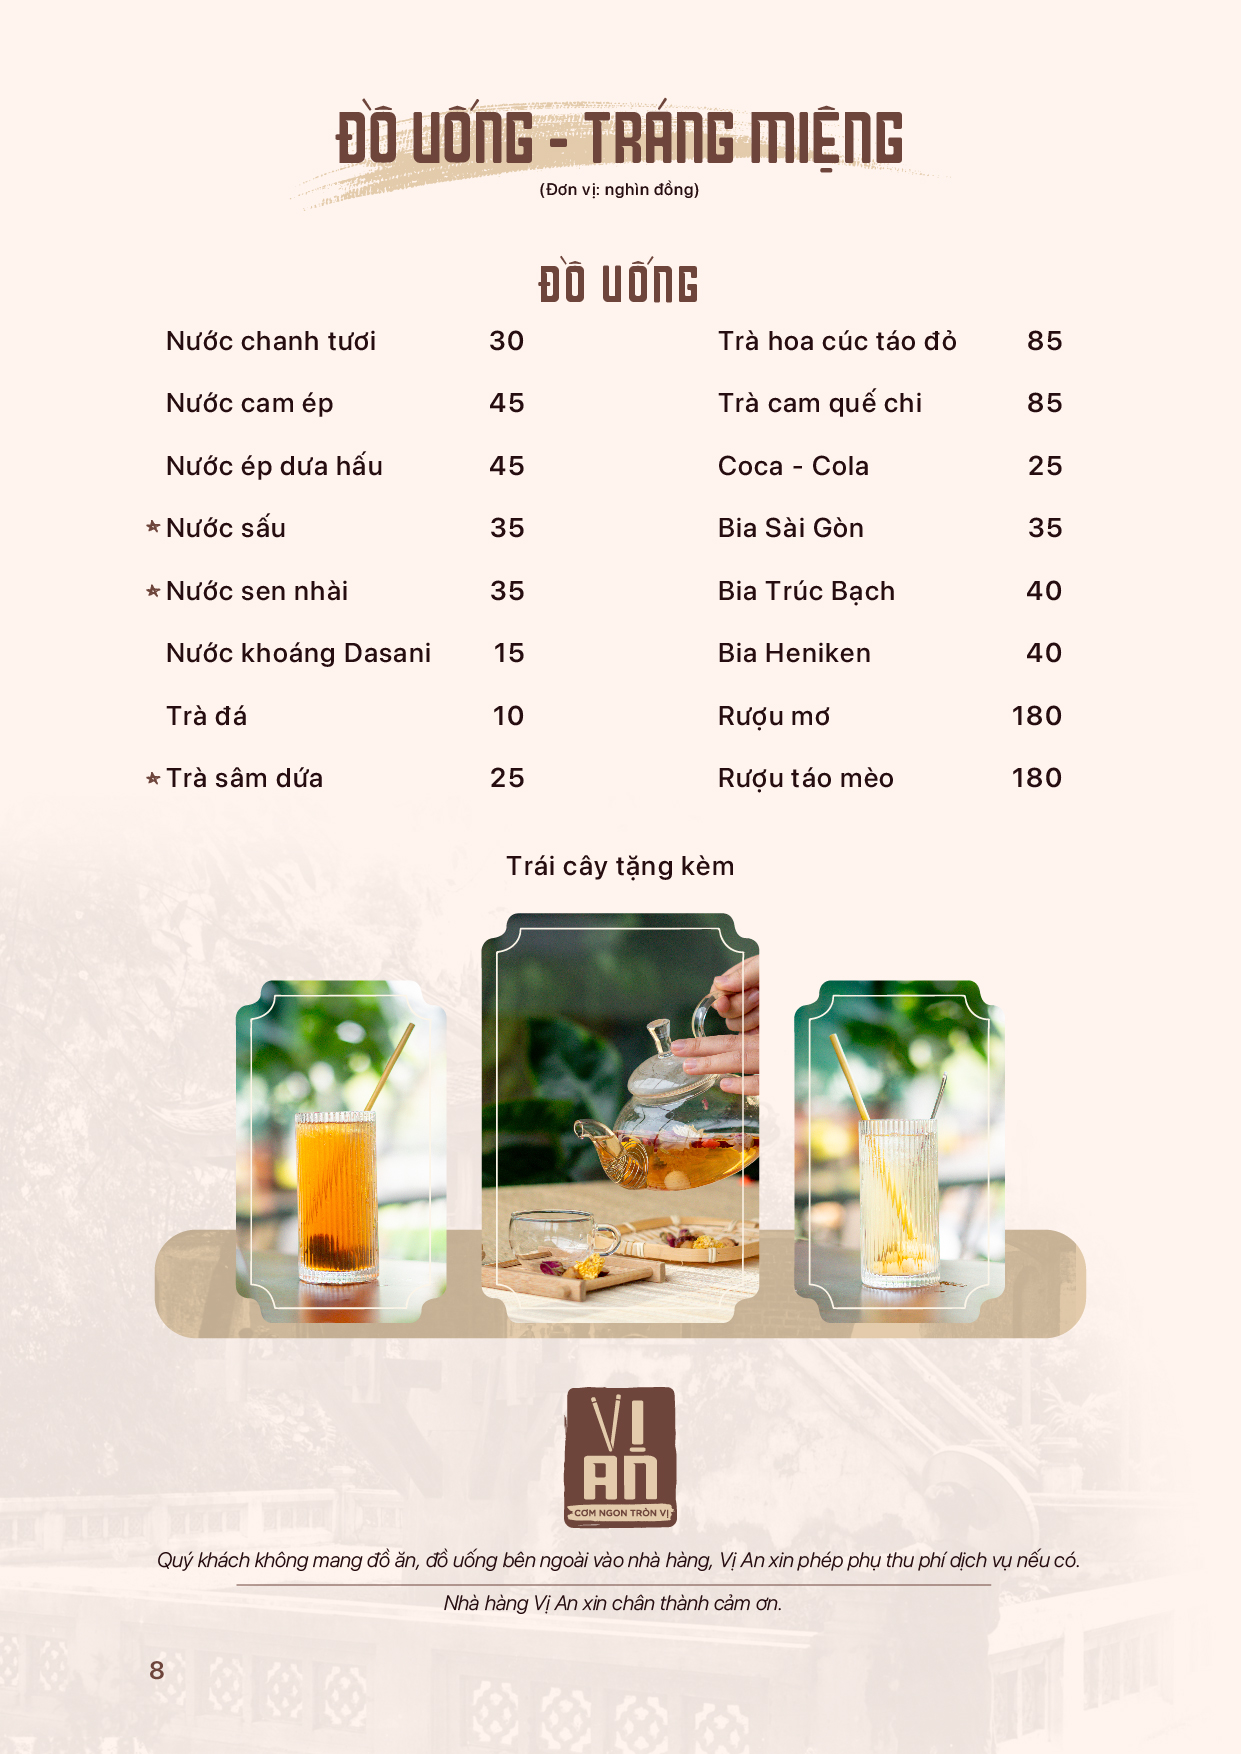 ĐỒ UỐNG - TRÁNG MIỆNG
(Đơn vị: nghìn đồng)
ĐỒ UỐNG
Nước chanh tươi 30
Nước cam ép 45
Nước ép dưa hấu 45
Nước sấu 35
Nước sen nhài 35
Nước khoáng Dasani 15
Trà đá 10
Trà sâm dứa 25
Trà hoa cúc táo đỏ 85
Trà cam quế chi 85
Coca - Cola 25
Bia Sài Gòn 35
Bia Trúc Bạch 40
Bia Heniken 40
Rượu mơ 180
Rượu táo mèo 180
Trái cây tặng kèm
VỊ
AN
CƠM NGON TRÒN VỊ
Quý khách không mang đồ ăn, đồ uống bên ngoài vào nhà hàng, Vị An xin phép phụ thu phí dịch vụ nếu có.
Nhà hàng Vị An xin chân thành cảm ơn.
8